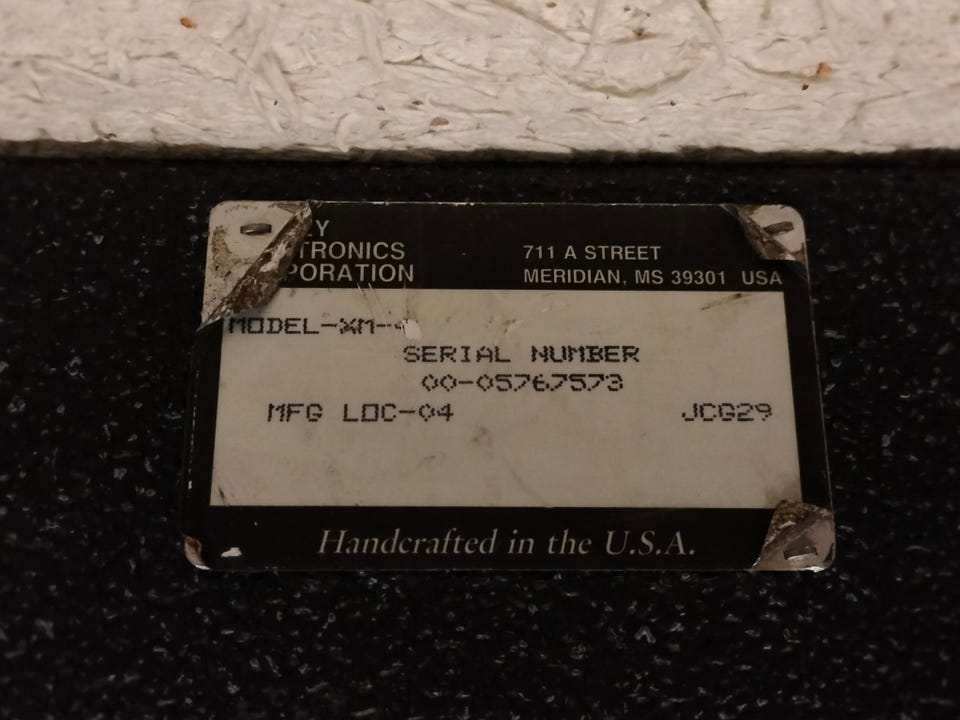 EY
TRONICS
PORATION
711 A STREET
MERIDIAN, MS 39301 USA
MODEL-XM-
SERIAL NUMBER
00-05767573
MFG LOC-04 JCG29
Handcrafted in the U.S.A.